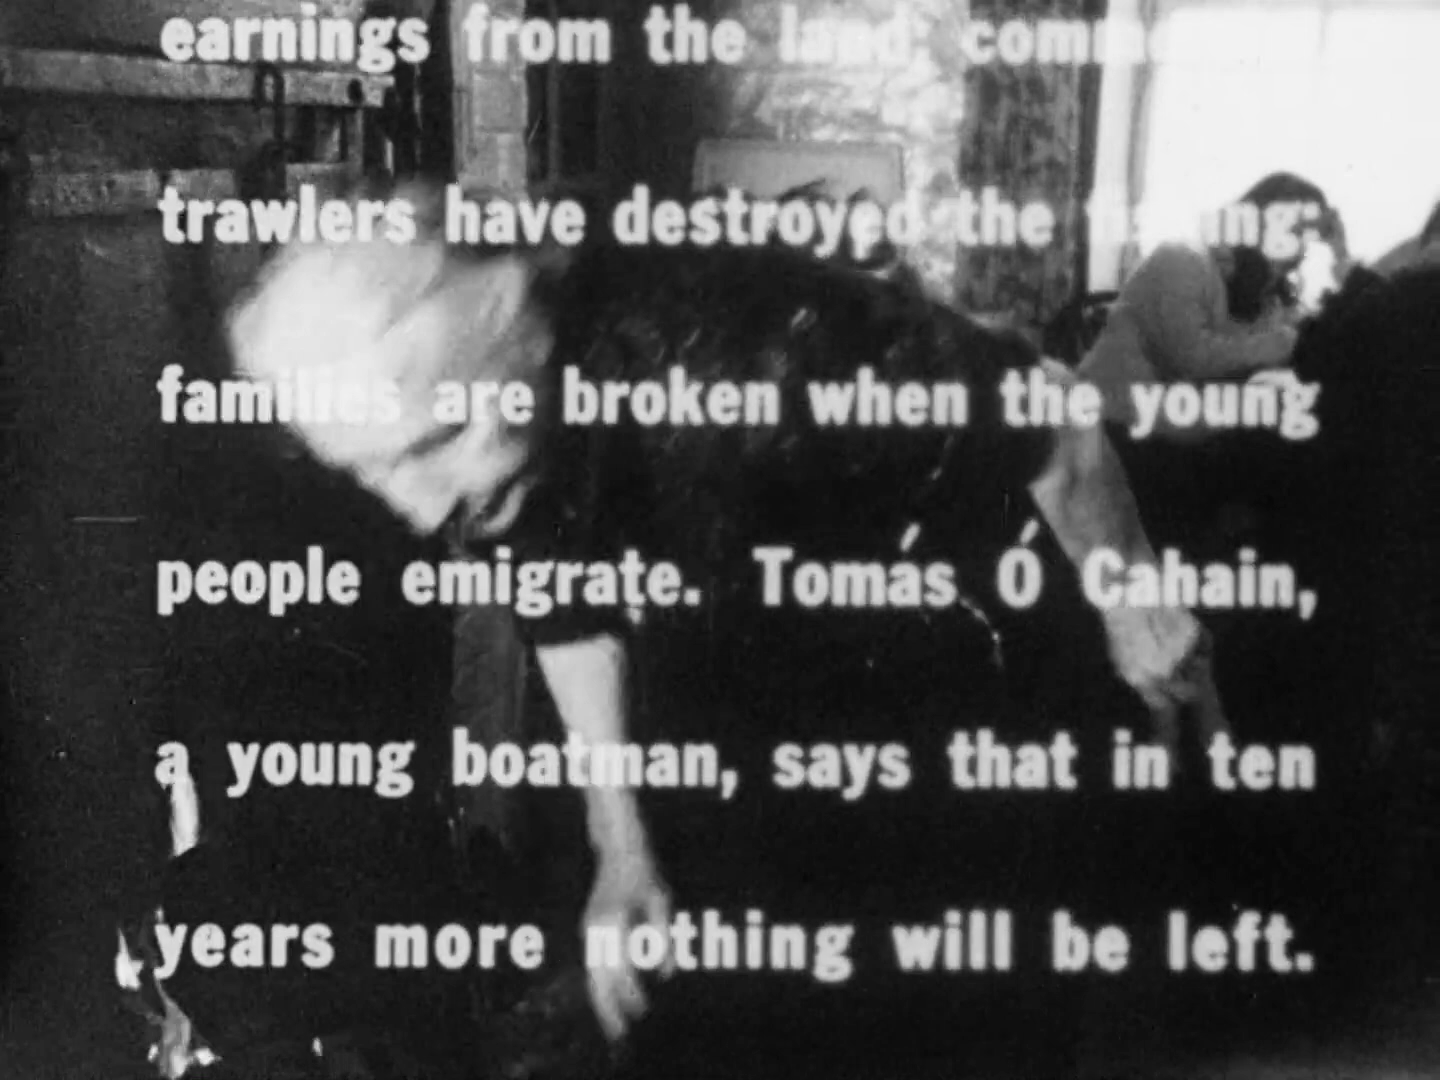 earnings from the land;
trawlers have destroyed the
families are broken when the young
people emigrate. Tomás Ó Cahain,
a young boatman, says that in ten
years more nothing will be left.